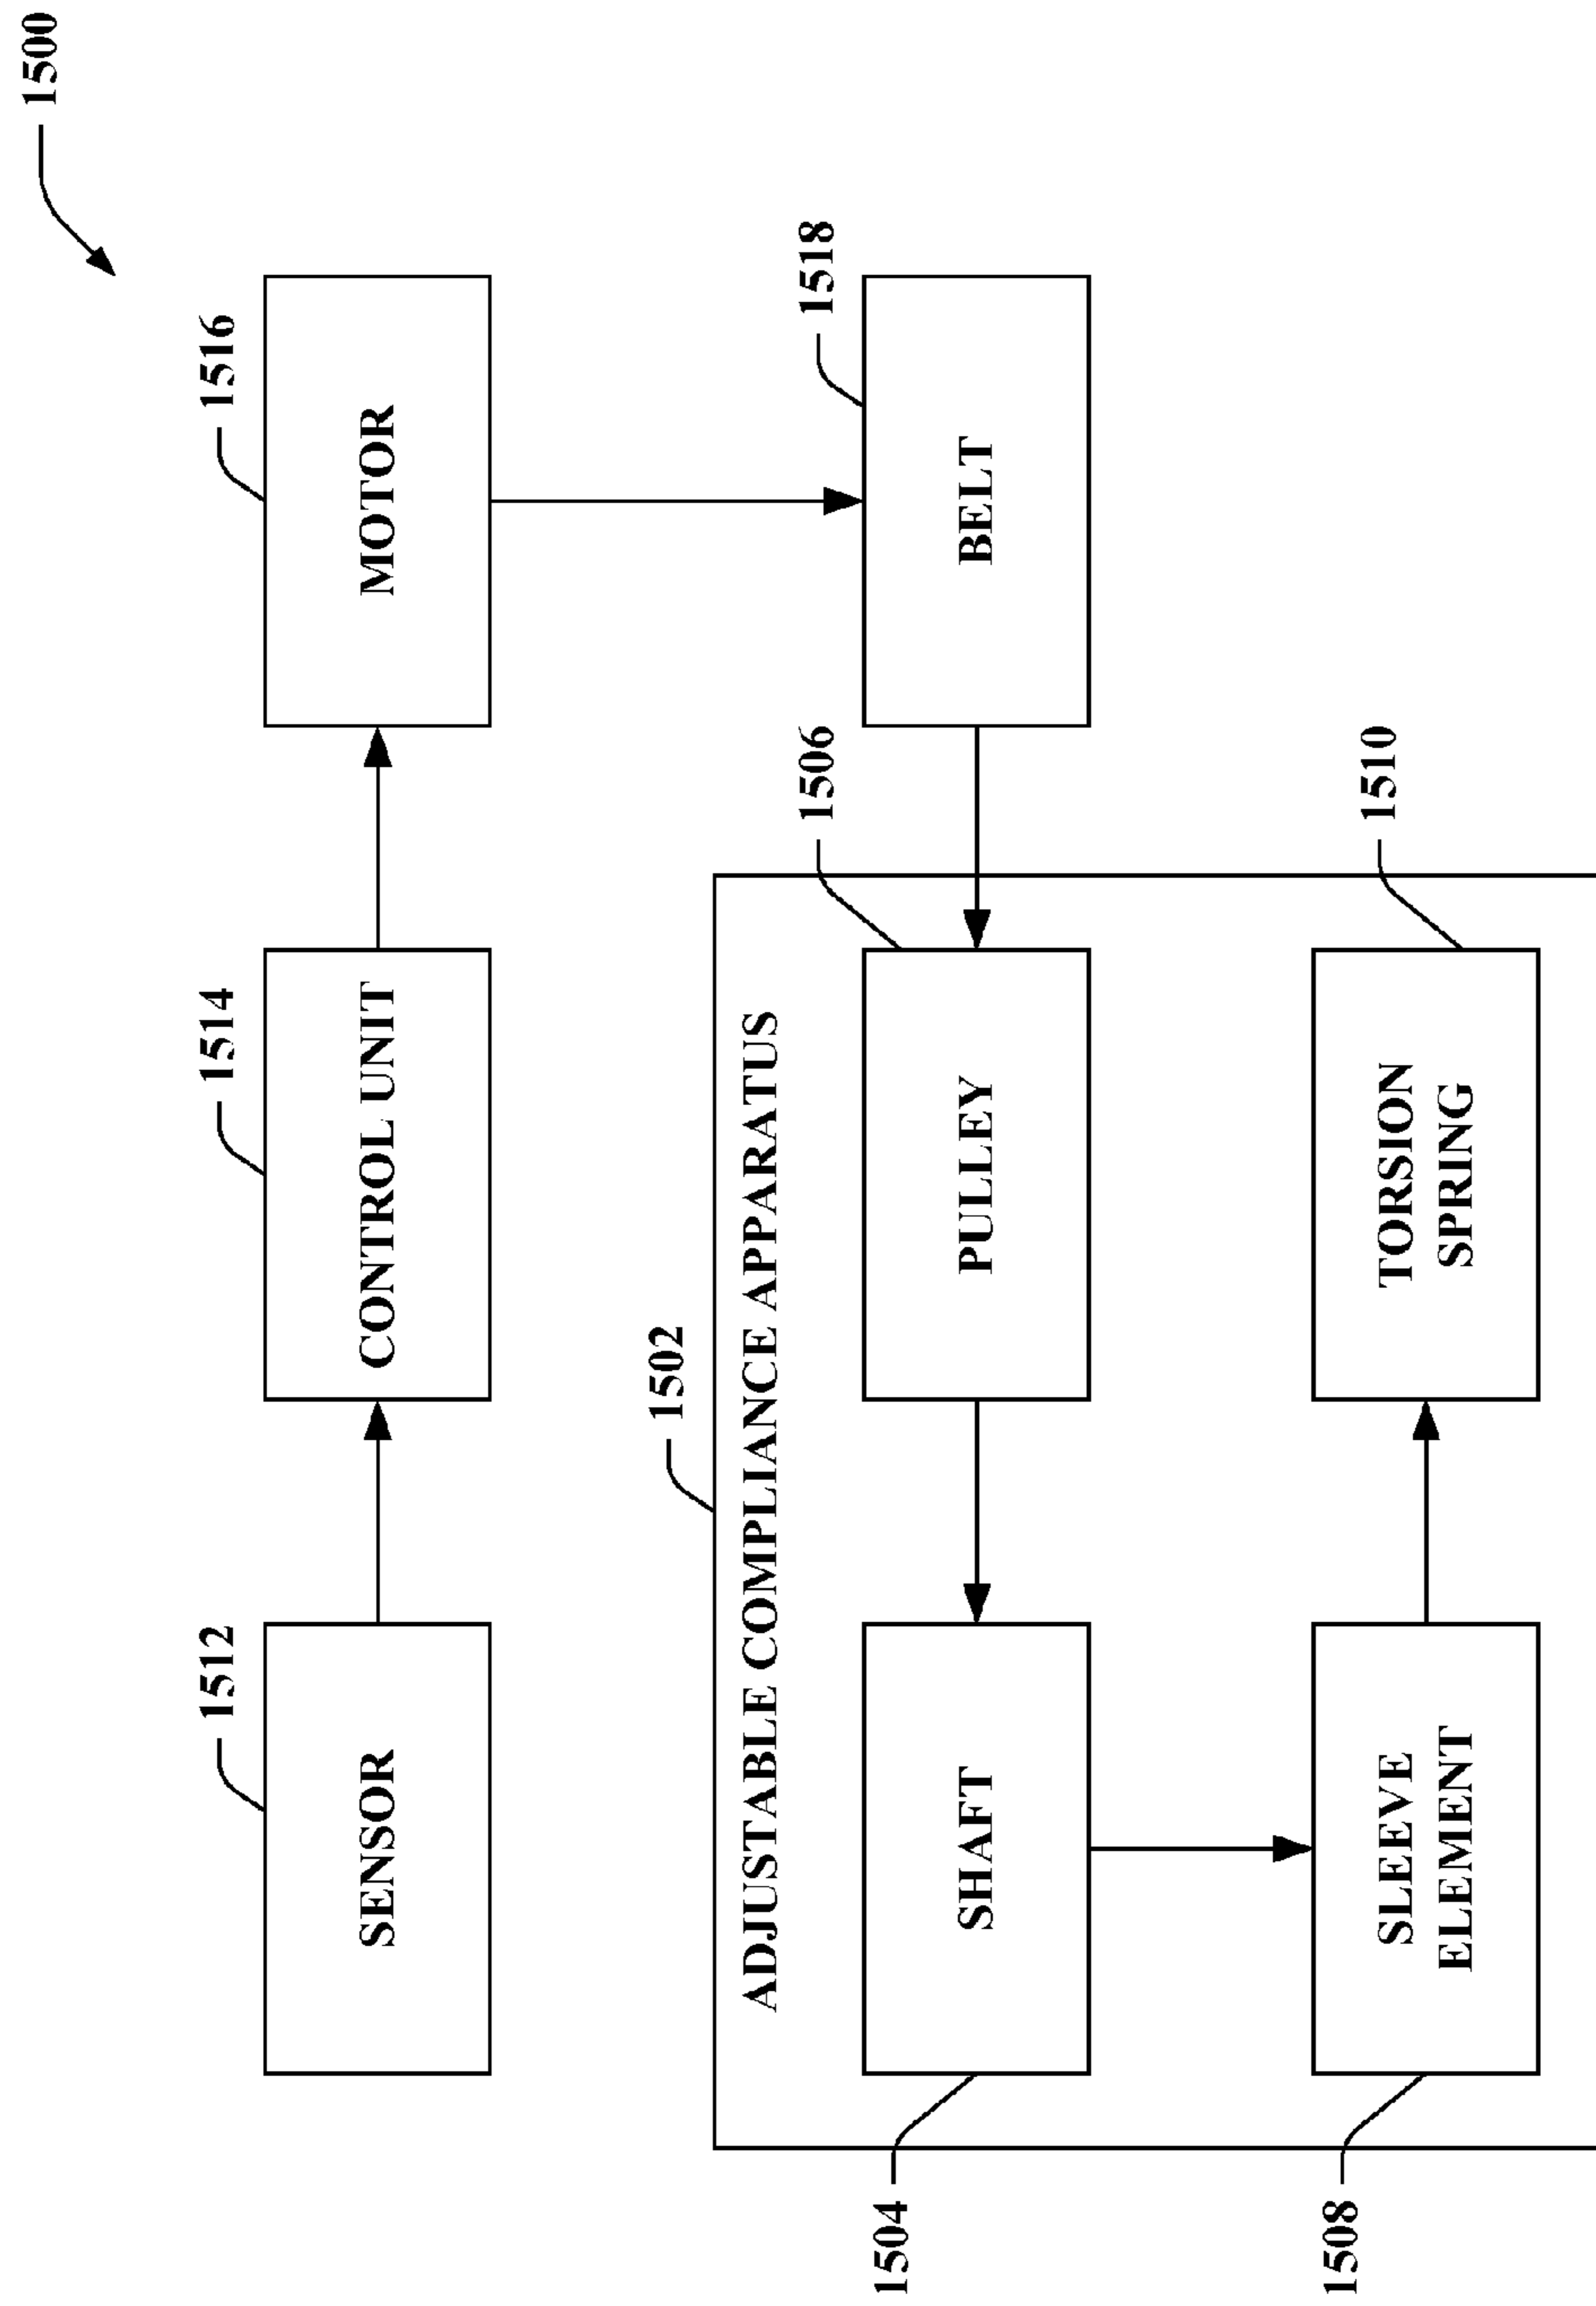 1500
1512
1514
1516
SENSOR
CONTROL UNIT
MOTOR
1502
ADJUSTABLE COMPLIANCE APPARATUS
1506
1518
SHAFT
PULLEY
BELT
1504
1510
SLEEVE
ELEMENT
TORSION
SPRING
1508